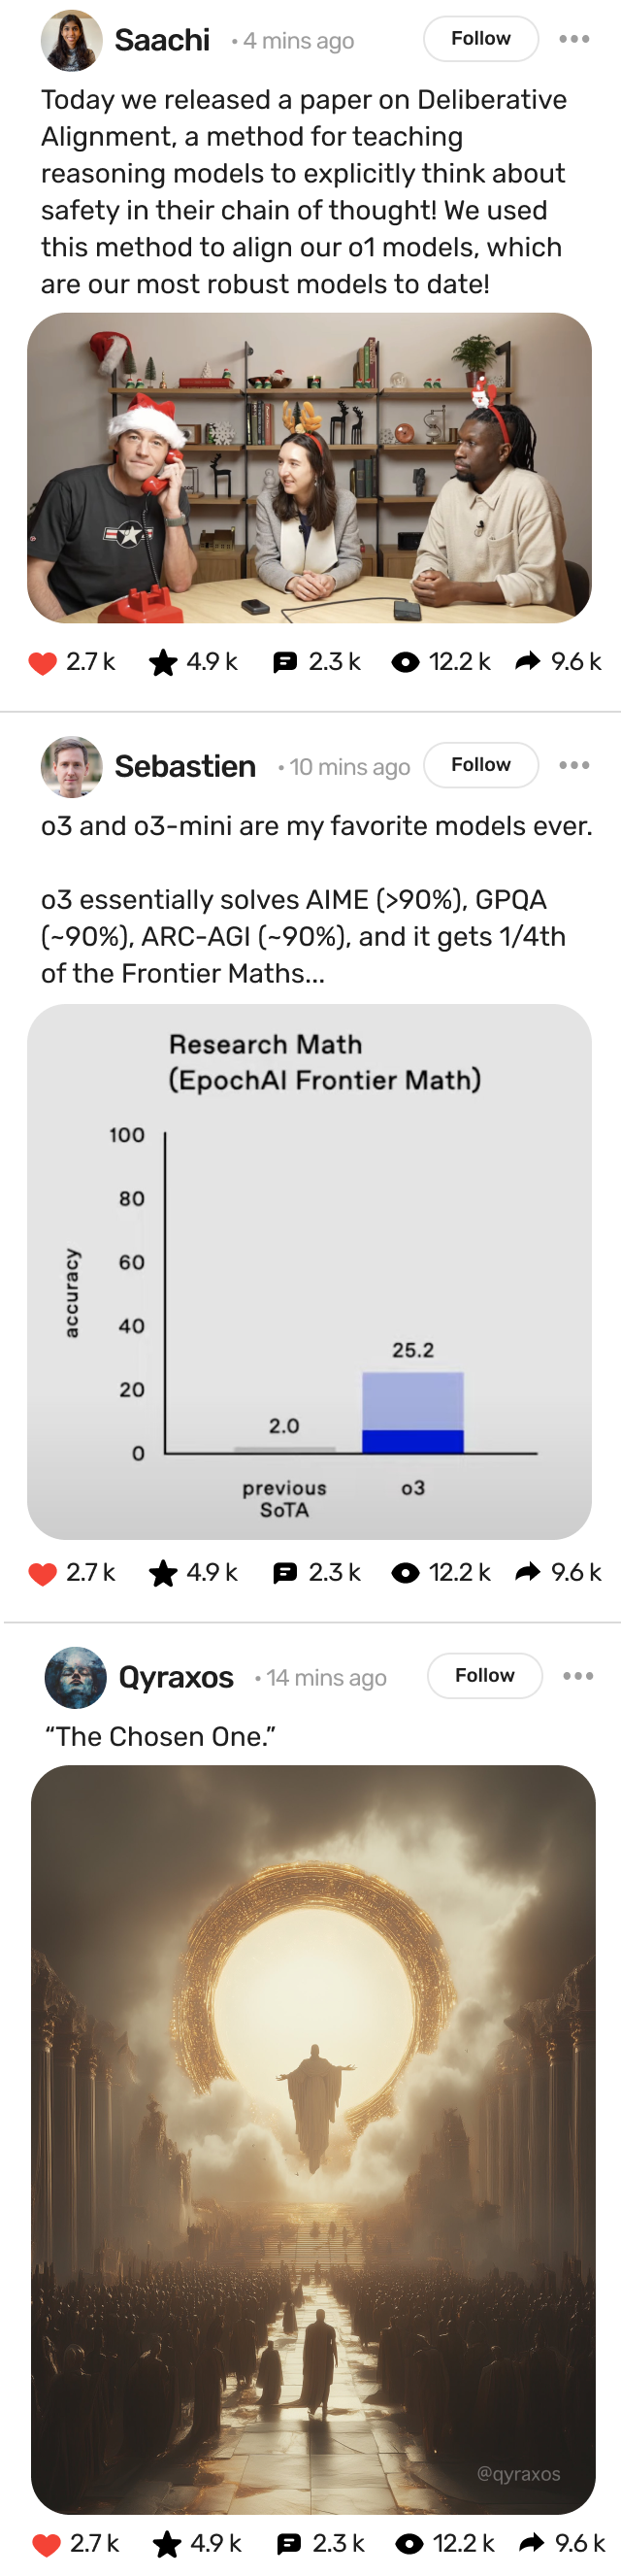 Saachi • 4 mins ago Follow
Today we released a paper on Deliberative
Alignment, a method for teaching
reasoning models to explicitly think about
safety in their chain of thought! We used
this method to align our o1 models, which
are our most robust models to date!
2.7 k 4.9 k 2.3 k 12.2 k 9.6 k
Sebastien • 10 mins ago Follow
o3 and o3-mini are my favorite models ever.
o3 essentially solves AIME (>90%), GPQA
(~90%), ARC-AGI (~90%), and it gets 1/4th
of the Frontier Maths...
Research Math
(EpochAI Frontier Math)
100
80
60
40
20
0
accuracy
25.2
2.0
previous
SoTA
o3
2.7 k 4.9 k 2.3 k 12.2 k 9.6 k
Qyraxos • 14 mins ago Follow
“The Chosen One.”
@qyraxos
2.7 k 4.9 k 2.3 k 12.2 k 9.6 k